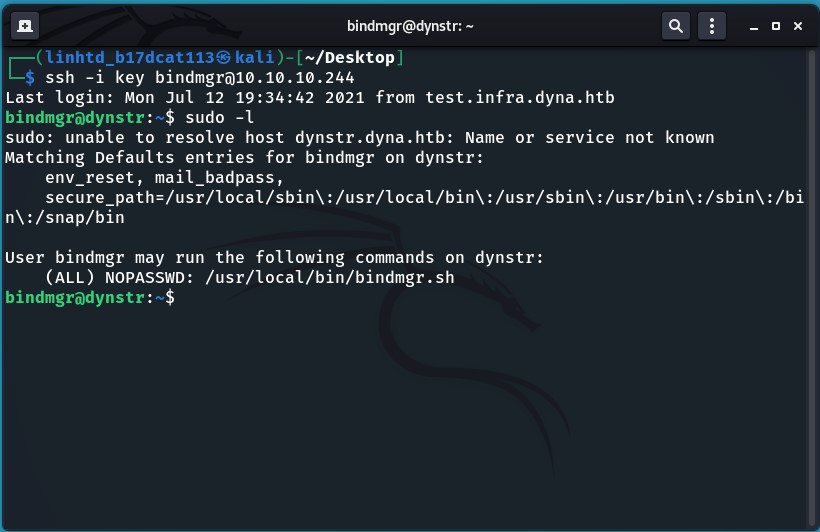 bindmgr@dynstr: ~
┌──(linhtd_b17dcat113㉿kali)-[~/Desktop]
└─$ ssh -i key bindmgr@10.10.10.244
Last login: Mon Jul 12 19:34:42 2021 from test.infra.dyna.htb
bindmgr@dynstr:~$ sudo -l
sudo: unable to resolve host dynstr.dyna.htb: Name or service not known
Matching Defaults entries for bindmgr on dynstr:
    env_reset, mail_badpass,
    secure_path=/usr/local/sbin\:/usr/local/bin\:/usr/sbin\:/usr/bin\:/sbin\:/bi
n\:/snap/bin

User bindmgr may run the following commands on dynstr:
    (ALL) NOPASSWD: /usr/local/bin/bindmgr.sh
bindmgr@dynstr:~$